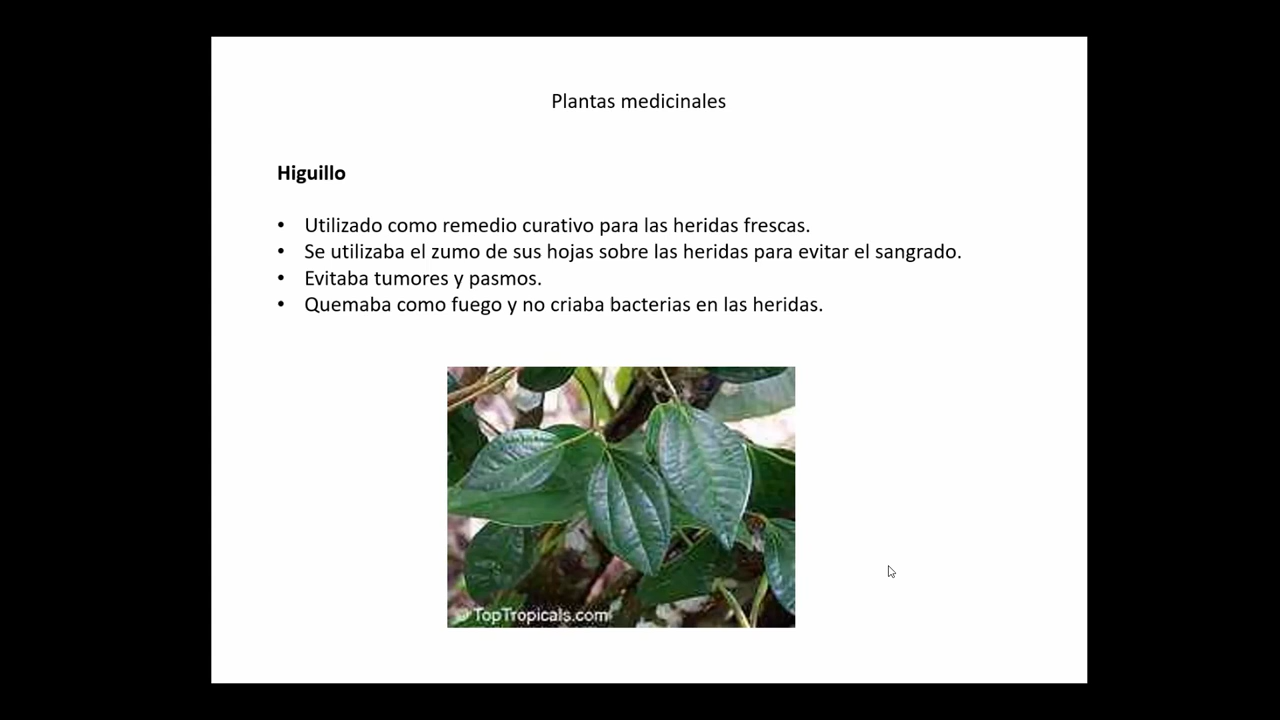 Plantas medicinales
Higuillo
• Utilizado como remedio curativo para las heridas frescas.
• Se utilizaba el zumo de sus hojas sobre las heridas para evitar el sangrado.
• Evitaba tumores y pasmos.
• Quemaba como fuego y no criaba bacterias en las heridas.
© TopTropicals.com